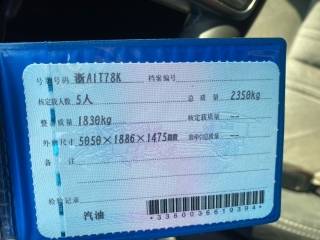 号牌号码 浙A1T78K 档案编号
核定载人数 5人 总质量 2350kg
整备质量 1830kg 核定载质量 --
外廓尺寸 5050×1886×1475mm 准牵引总质量 --
备注
检验记录
汽油
*3360036619394*